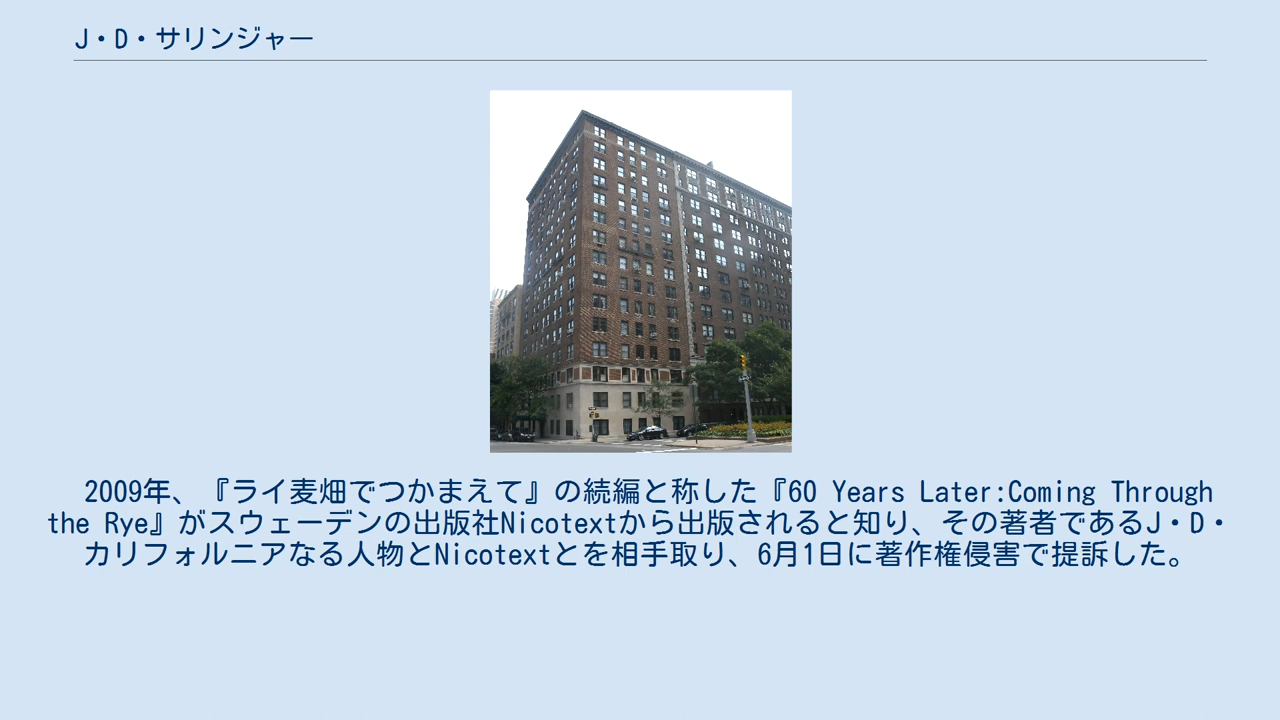 J・D・サリンジャー
2009年、『ライ麦畑でつかまえて』の続編と称した『60 Years Later:Coming Through
the Rye』がスウェーデンの出版社Nicotextから出版されると知り、その著者であるJ・D・
カリフォルニアなる人物とNicotextとを相手取り、6月1日に著作権侵害で提訴した。